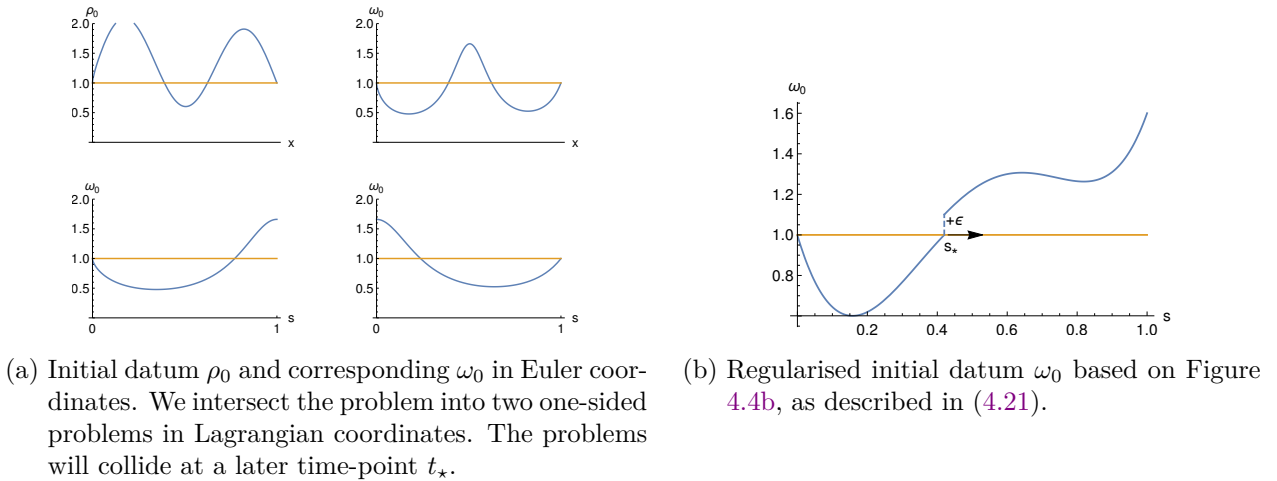 ρ₀
2.0
1.5
1.0
0.5
x
ω₀
2.0
1.5
1.0
0.5
s
ω₀
2.0
1.5
1.0
0.5
0
1
s
ω₀
2.0
1.5
1.0
0.5
0
1
s
(a) Initial datum ρ₀ and corresponding ω₀ in Euler coor-
dinates. We intersect the problem into two one-sided
problems in Lagrangian coordinates. The problems
will collide at a later time-point t⋆.
ω₀
1.6
1.4
1.2
1.0
0.8
+ϵ
s⋆
0.2
0.4
0.6
0.8
1.0
s
(b) Regularised initial datum ω₀ based on Figure
4.4b, as described in (4.21).